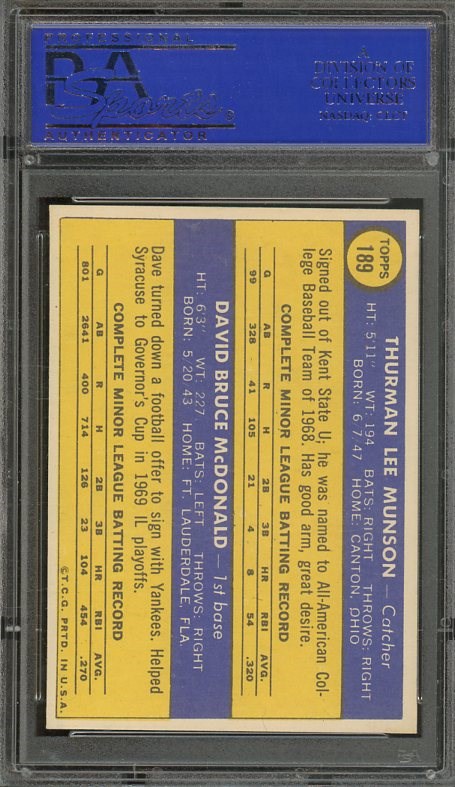 PROFESSIONAL
PSA
Sports
AUTHENTICATOR
A
DIVISION OF
COLLECTORS
UNIVERSE
NASDAQ: CLCT
TOPPS
189
THURMAN LEE MUNSON — Catcher
HT: 5'11" WT: 194 BATS: RIGHT THROWS: RIGHT
BORN: 6/7/47 HOME: CANTON, OHIO
Signed out of Kent State U; he was named to All-American Col-
lege Baseball Team of 1968. Has good arm, great desire.
COMPLETE MINOR LEAGUE BATTING RECORD
G AB R H 2B 3B HR RBI AVG.
99 328 41 105 21 4 8 54 .320
DAVID BRUCE McDONALD — 1st base
HT: 6'3" WT: 227 BATS: LEFT THROWS: RIGHT
BORN: 5/20/43 HOME: FT. LAUDERDALE, FLA.
Dave turned down a football offer to sign with Yankees. Helped
Syracuse to Governor's Cup in 1969 IL playoffs.
COMPLETE MINOR LEAGUE BATTING RECORD
G AB R H 2B 3B HR RBI AVG.
801 2641 400 714 126 23 104 454 .270
©T.C.G. PRTD. IN U.S.A.